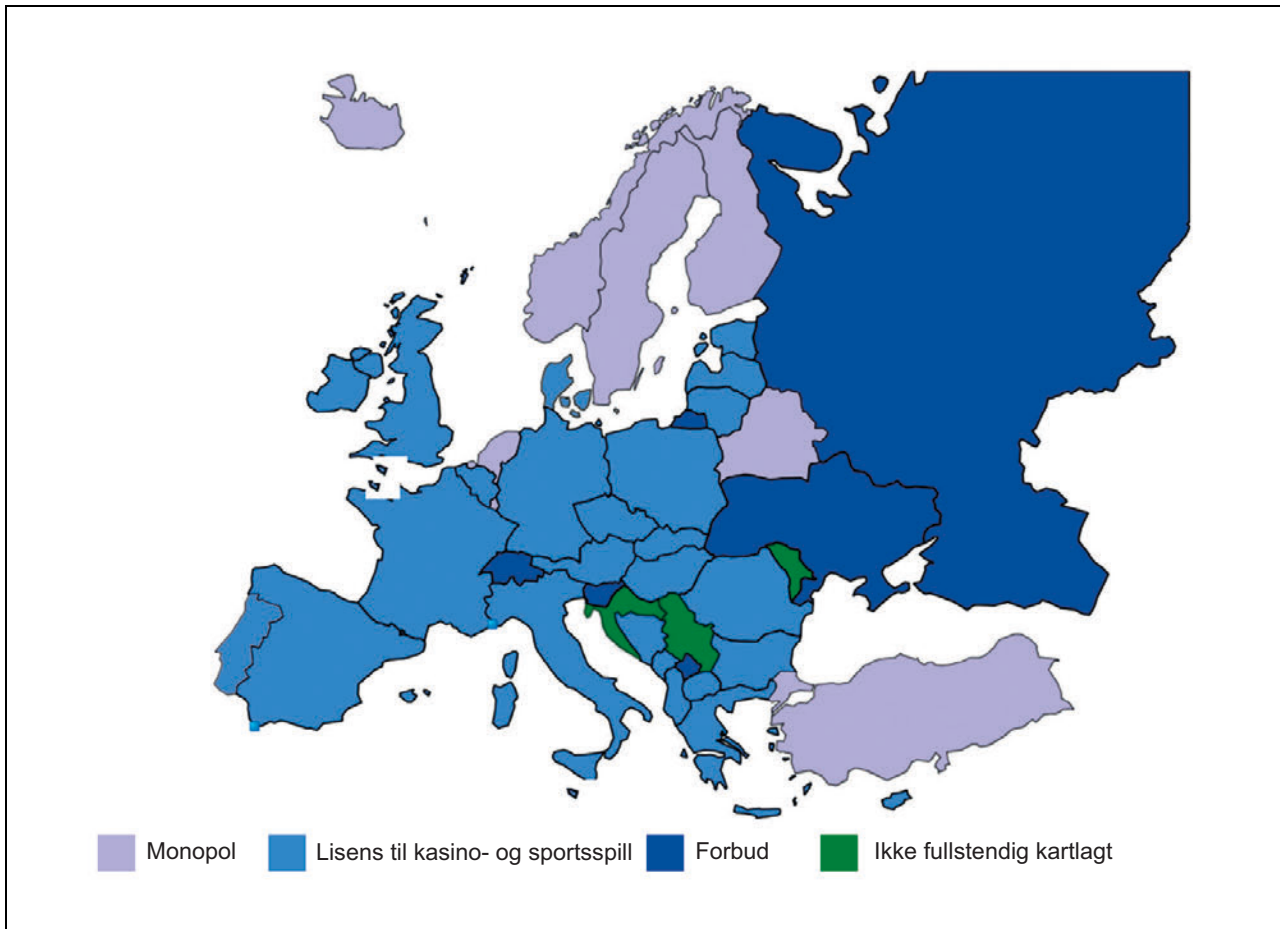 Monopol
Lisens til kasino- og sportsspill
Forbud
Ikke fullstendig kartlagt